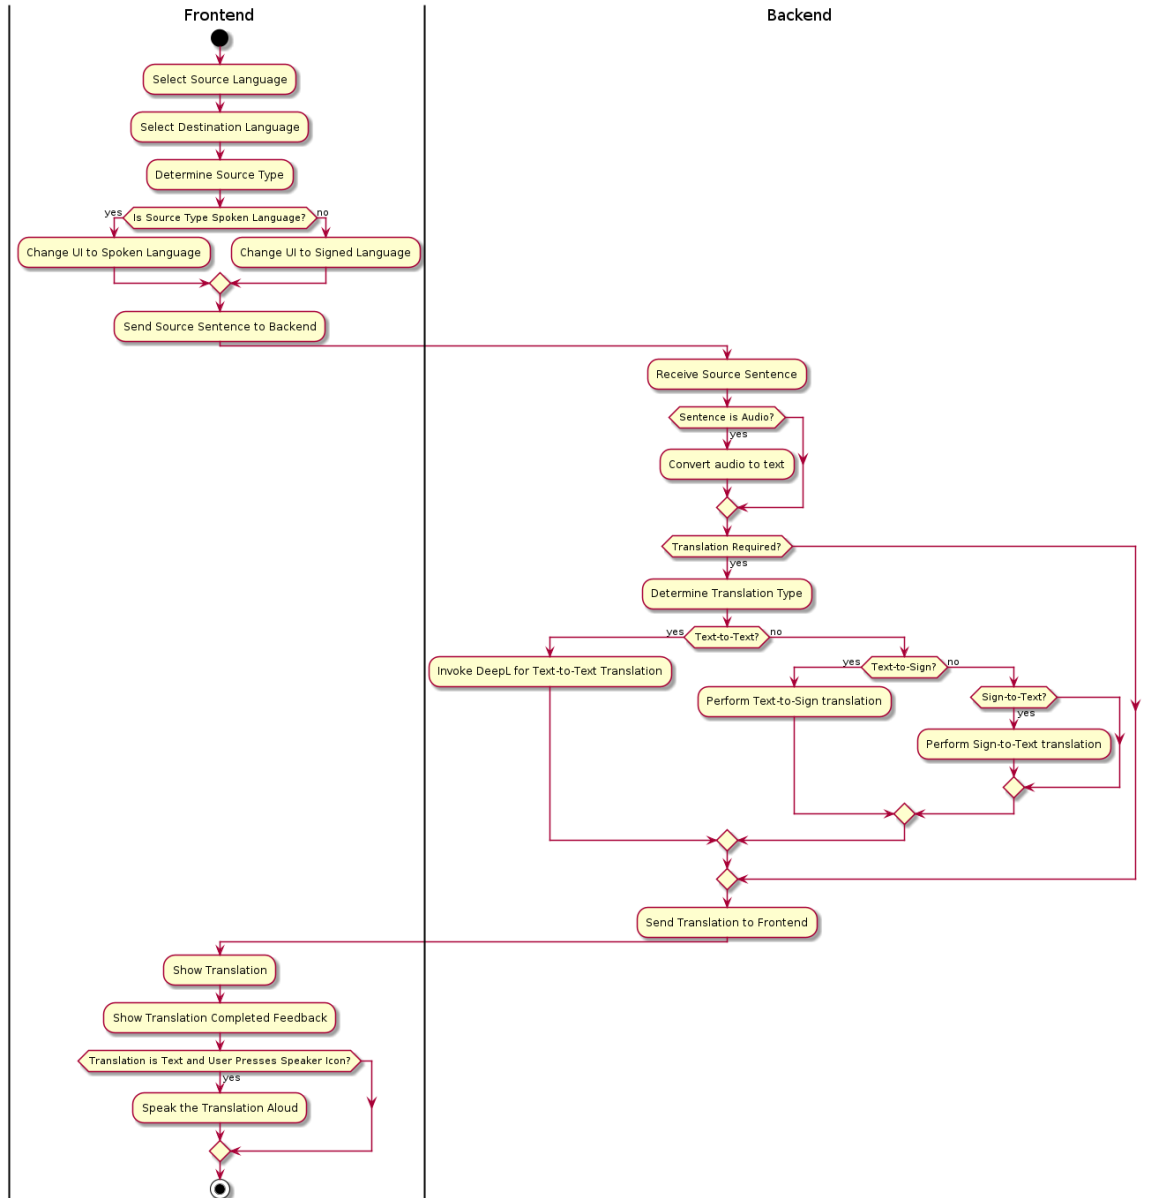 Frontend
Backend
Select Source Language
Select Destination Language
Determine Source Type
yes
Is Source Type Spoken Language?
no
Change UI to Spoken Language
Change UI to Signed Language
Send Source Sentence to Backend
Receive Source Sentence
Sentence is Audio?
yes
Convert audio to text
Translation Required?
yes
Determine Translation Type
yes
Text-to-Text?
no
Invoke DeepL for Text-to-Text Translation
yes
Text-to-Sign?
no
Perform Text-to-Sign translation
Sign-to-Text?
yes
Perform Sign-to-Text translation
Send Translation to Frontend
Show Translation
Show Translation Completed Feedback
Translation is Text and User Presses Speaker Icon?
yes
Speak the Translation Aloud